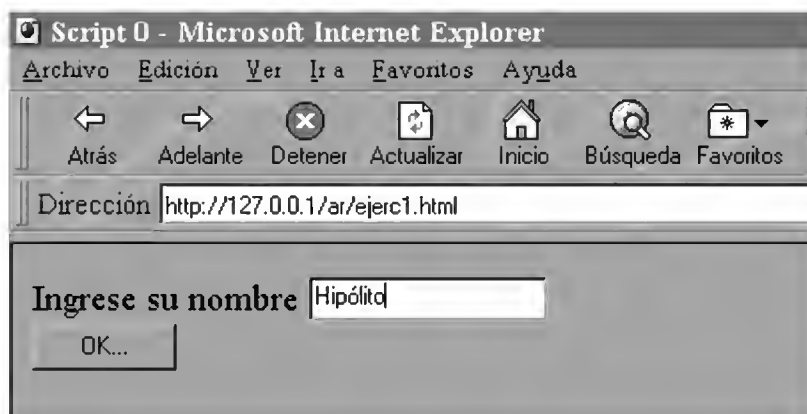 Script 0 - Microsoft Internet Explorer
Archivo Edición Ver Ir a Favoritos Ayuda
Atrás Adelante Detener Actualizar Inicio Búsqueda Favoritos
Dirección http://127.0.0.1/ar/ejerc1.html
Ingrese su nombre Hipólito
OK...